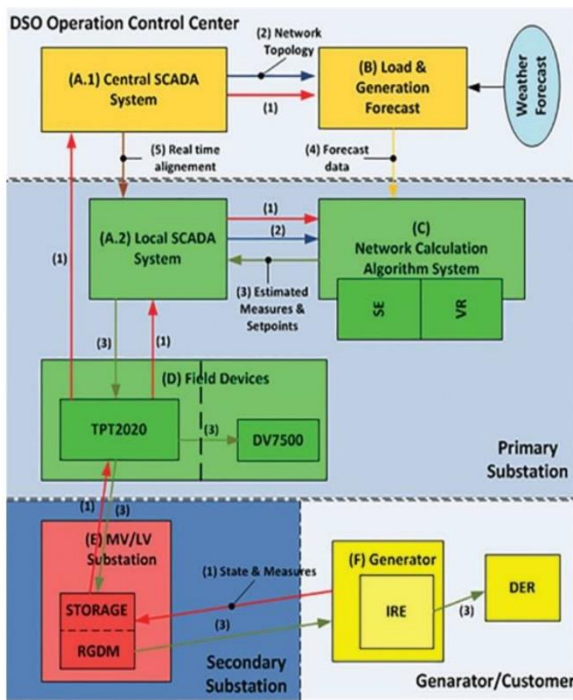 DSO Operation Control Center
(2) Network
Topology
(A.1) Central SCADA
System
(1)
(B) Load &
Generation
Forecast
Weather
Forecast
(5) Real time
alignement
(4) Forecast
data
(1)
(A.2) Local SCADA
System
(1)
(2)
(3) Estimated
Measures &
Setpoints
(C)
Network Calculation
Algorithm System
SE
VR
(3)
(1)
(D) Field Devices
TPT2020
(3)
DV7500
Primary
Substation
(1)
(3)
(E) MV/LV
Substation
STORAGE
RGDM
(1) State & Measures
(3)
(F) Generator
IRE
(3)
DER
Secondary
Substation
Genarator/Customer